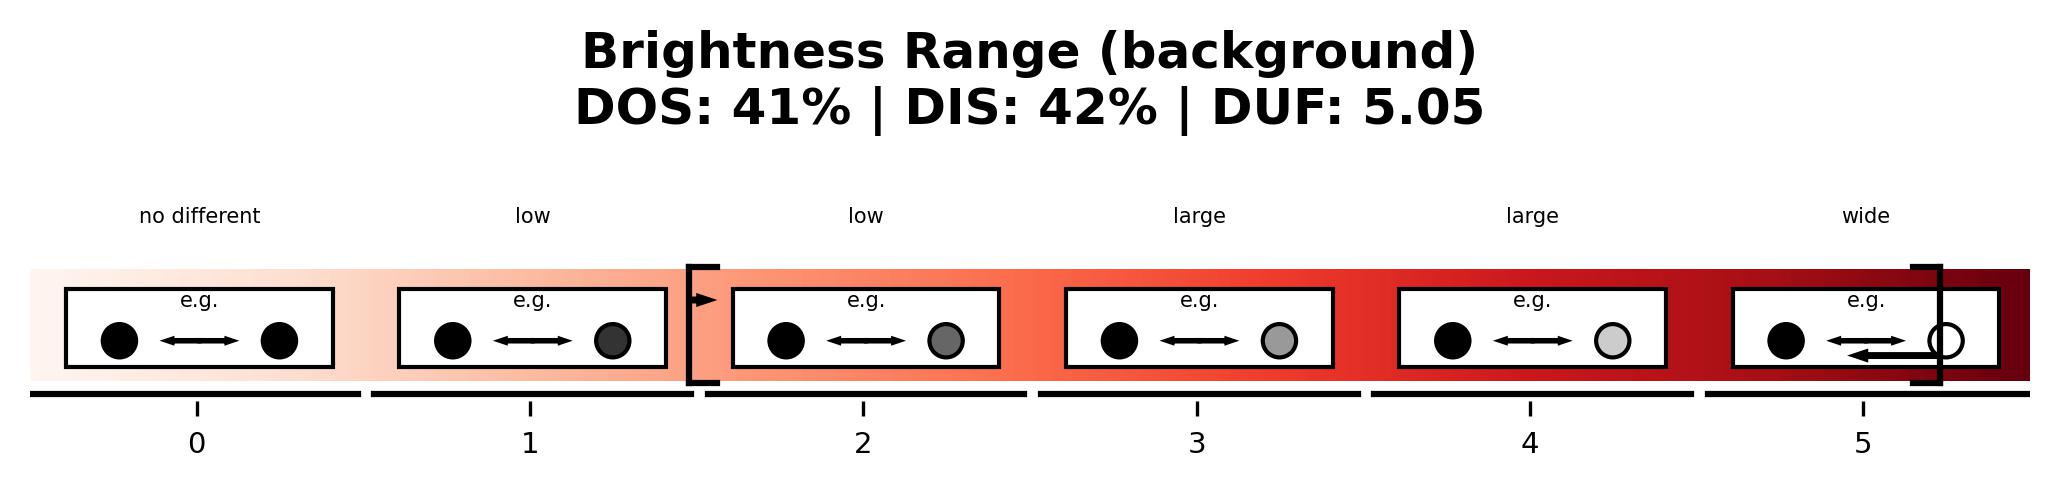 Brightness Range (background)
DOS: 41% | DIS: 42% | DUF: 5.05
no different low low large large wide
e.g. e.g. e.g. e.g. e.g. e.g.
0 1 2 3 4 5